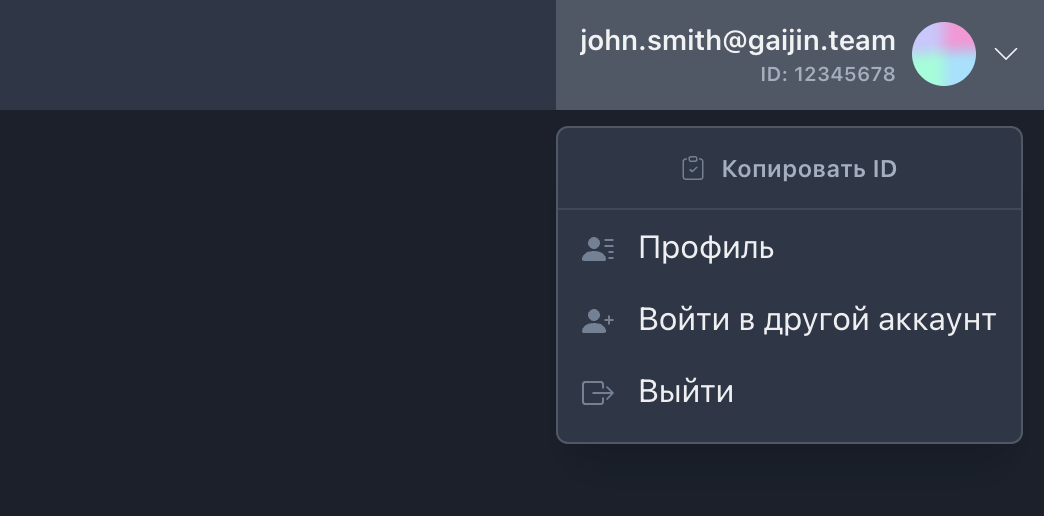 john.smith@gaijin.team
ID: 12345678
Копировать ID
Профиль
Войти в другой аккаунт
Выйти